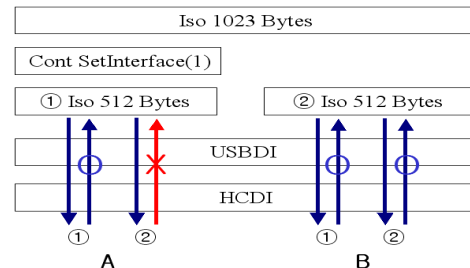 Iso 1023 Bytes
Cont SetInterface(1)
① Iso 512 Bytes ② Iso 512 Bytes
USBDI
HCDI
① ② ① ②
A B